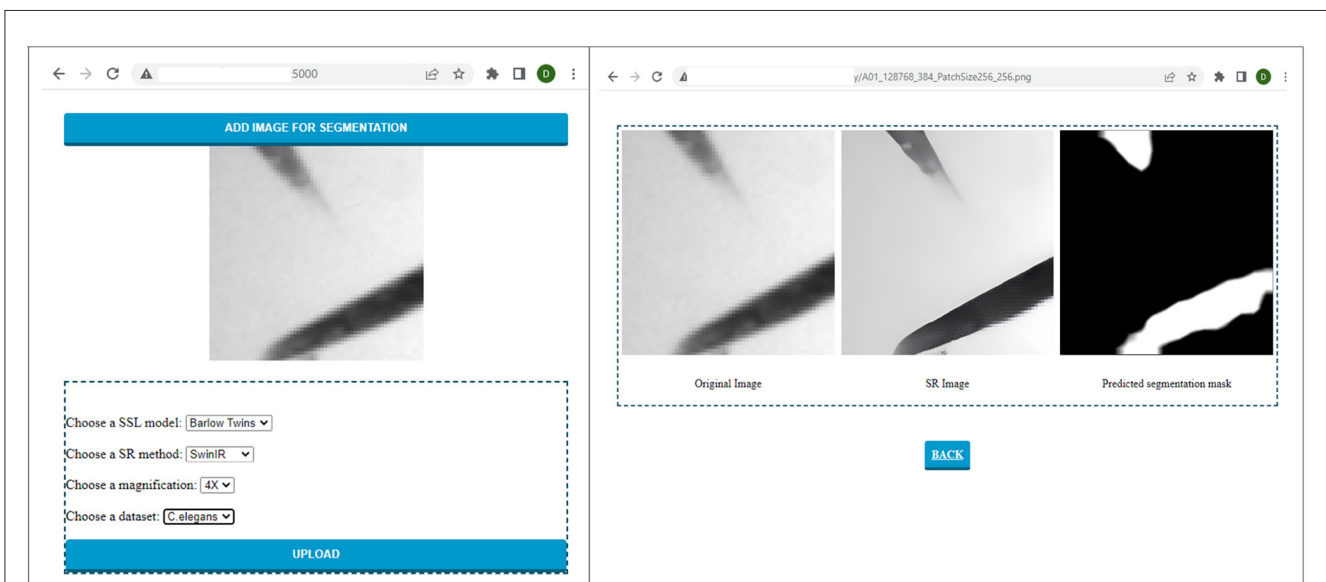 5000
D
ADD IMAGE FOR SEGMENTATION
Choose a SSL model: Barlow Twins
Choose a SR method: SwinIR
Choose a magnification: 4X
Choose a dataset: C.elegans
UPLOAD
y/A01_128768_384_PatchSize256_256.png
D
Original Image
SR Image
Predicted segmentation mask
BACK